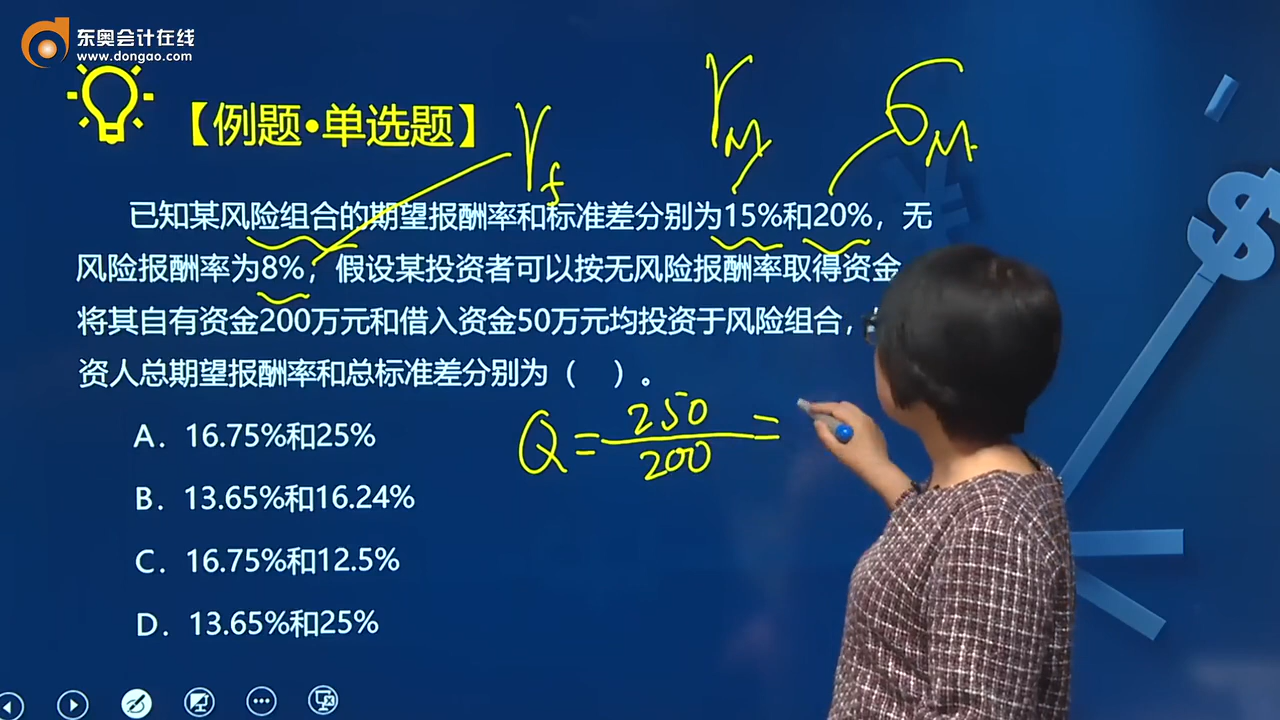 东奥会计在线
www.dongao.com
【例题•单选题】
r_f
r_M
σ_M
已知某风险组合的期望报酬率和标准差分别为15%和20%，无
风险报酬率为8%，假设某投资者可以按无风险报酬率取得资金
将其自有资金200万元和借入资金50万元均投资于风险组合，
资人总期望报酬率和总标准差分别为（ ）。
Q=250/200=
A．16.75%和25%
B．13.65%和16.24%
C．16.75%和12.5%
D．13.65%和25%